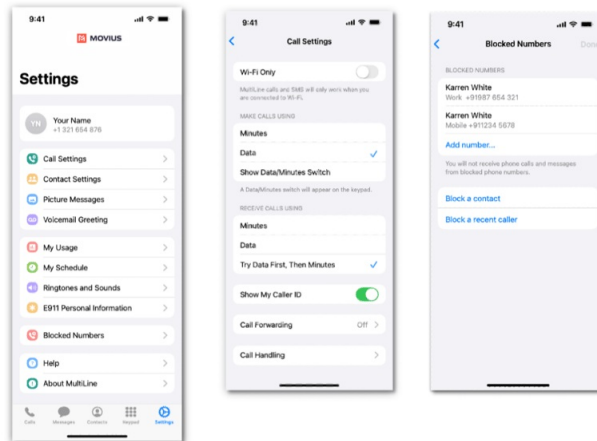 9:41
MOVIUS
Settings
YN
Your Name
+1 321 654 876
Call Settings
Contact Settings
Picture Messages
Voicemail Greeting
My Usage
My Schedule
Ringtones and Sounds
E911 Personal Information
Blocked Numbers
Help
About MultiLine
Calls
Messages
Contacts
Keypad
Settings
9:41
Call Settings
Wi-Fi Only
MultiLine calls and SMS will only work when you
are connected to Wi-Fi.
MAKE CALLS USING
Minutes
Data
Show Data/Minutes Switch
A Data/Minutes switch will appear on the keypad.
RECEIVE CALLS USING
Minutes
Data
Try Data First, Then Minutes
Show My Caller ID
Call Forwarding Off
Call Handling
9:41
Blocked Numbers Done
BLOCKED NUMBERS
Karren White
Work +91987 654 321
Karren White
Mobile +911234 5678
Add number...
You will not receive phone calls and messages
from blocked phone numbers.
Block a contact
Block a recent caller